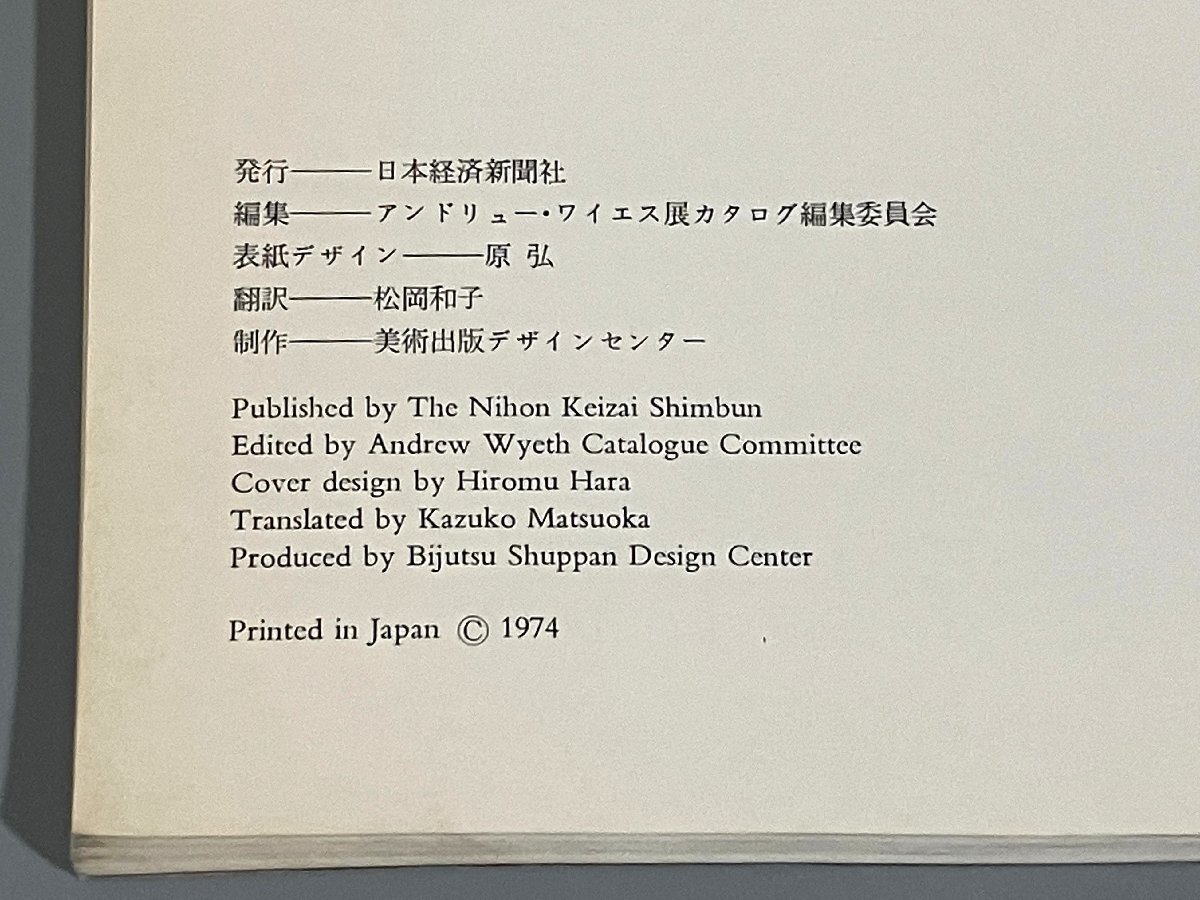 発行———日本経済新聞社
編集———アンドリュー・ワイエス展カタログ編集委員会
表紙デザイン———原 弘
翻訳———松岡和子
制作———美術出版デザインセンター
Published by The Nihon Keizai Shimbun
Edited by Andrew Wyeth Catalogue Committee
Cover design by Hiromu Hara
Translated by Kazuko Matsuoka
Produced by Bijutsu Shuppan Design Center
Printed in Japan © 1974